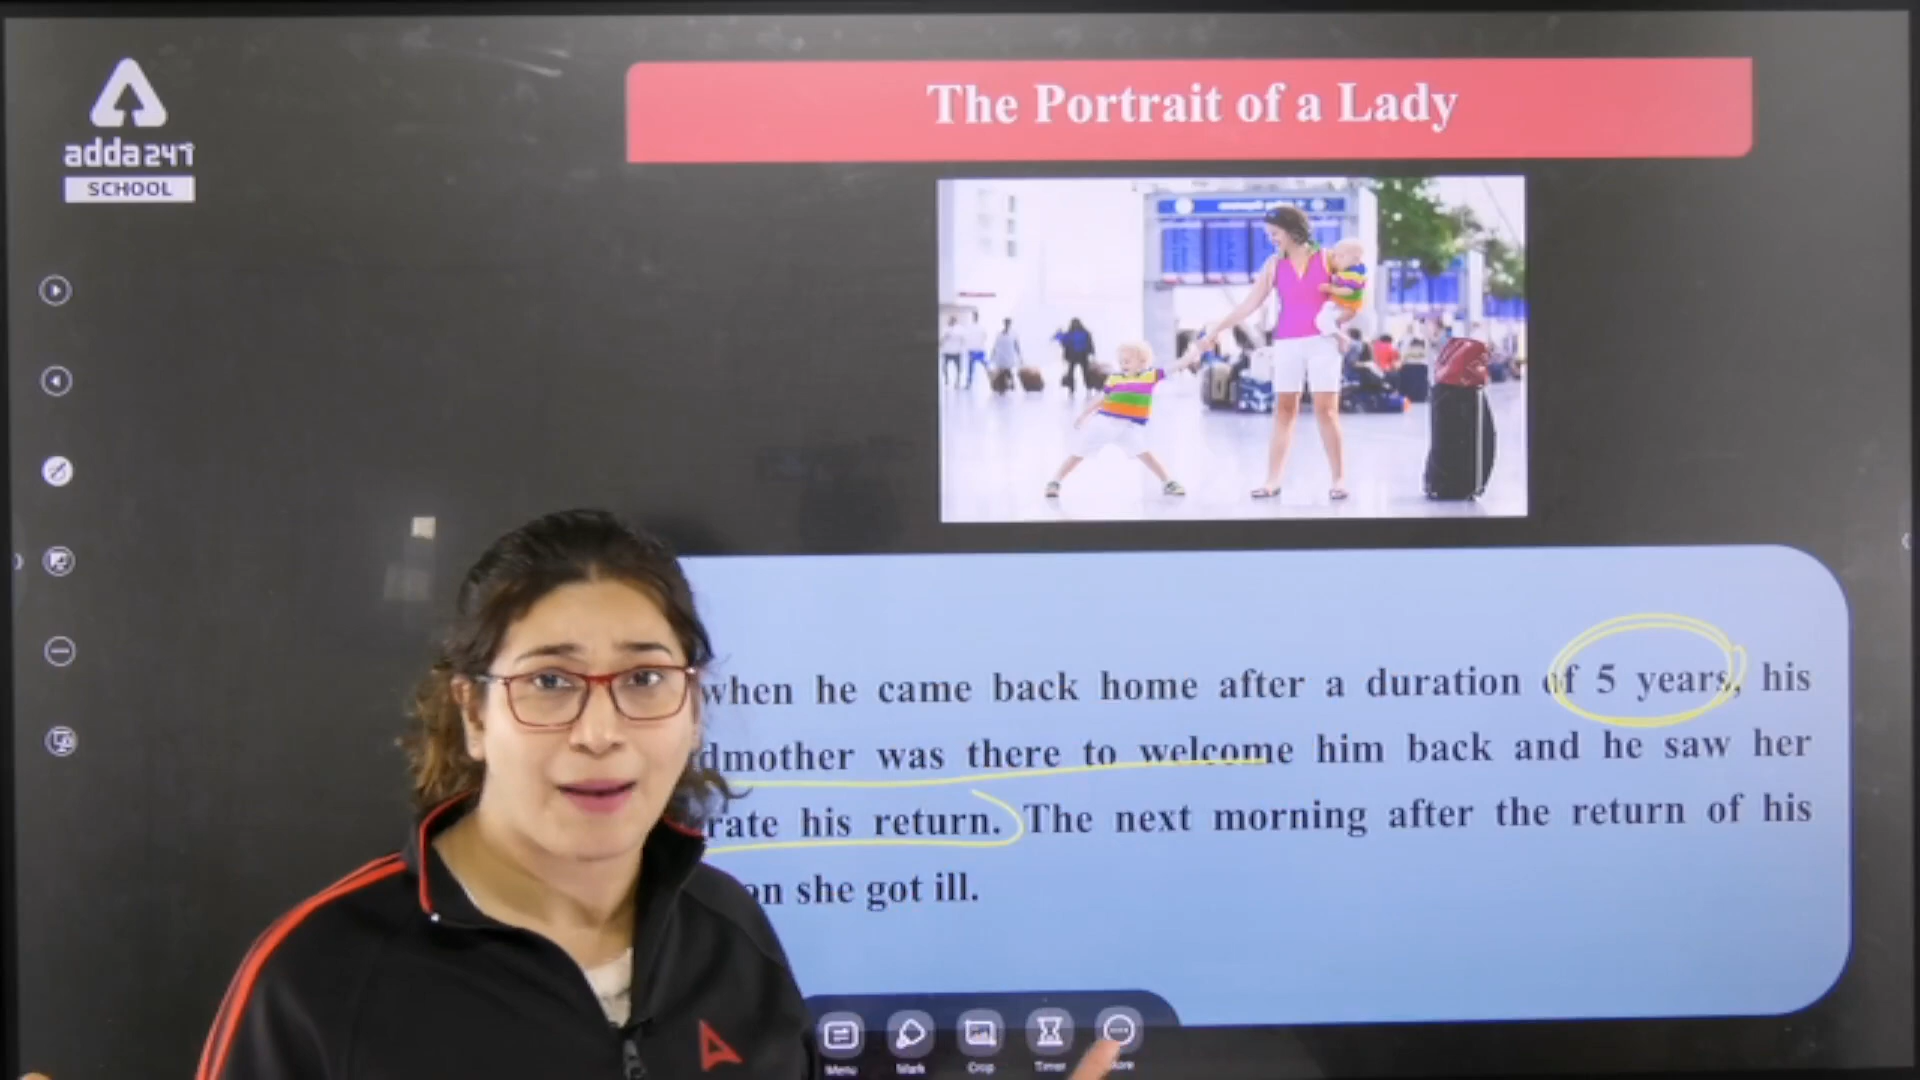 The Portrait of a Lady
adda247
SCHOOL
when he came back home after a duration of 5 years, his
was there to welcome him back and he saw her
his return. The next morning after the return of his
she got ill.
Menu Mark Crop Timer